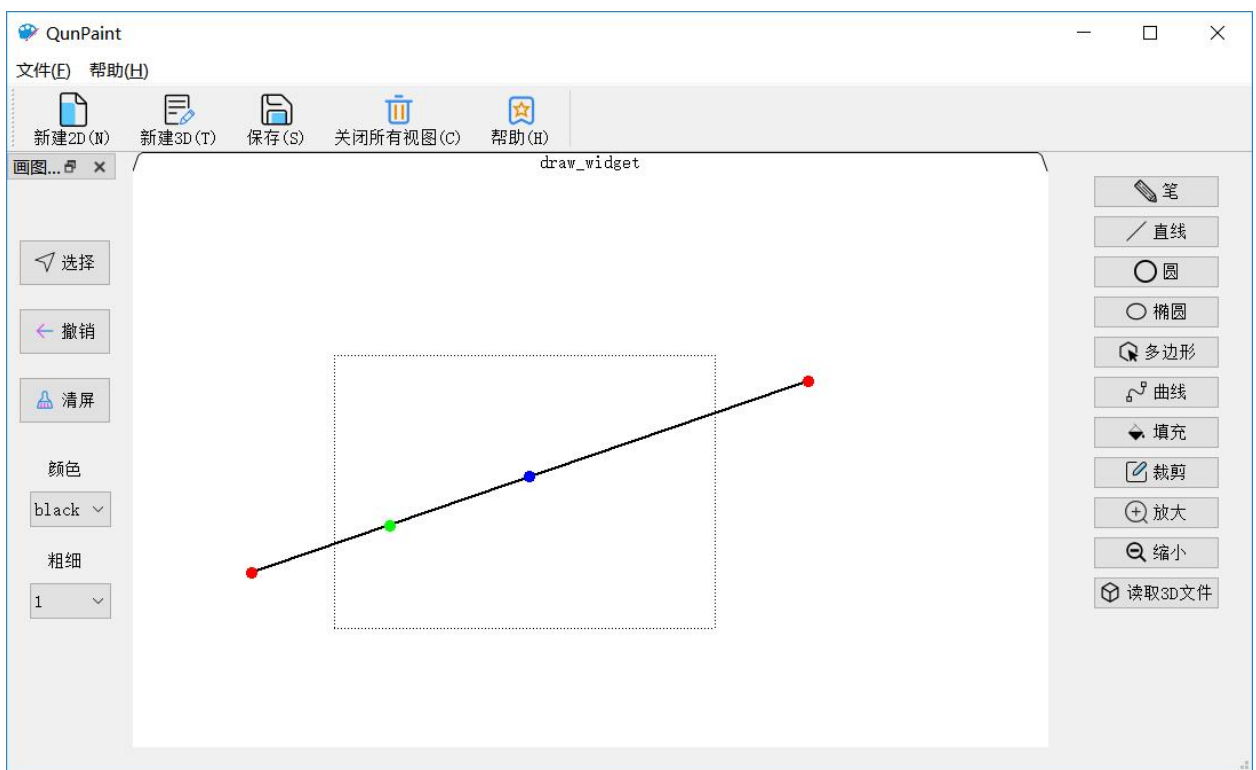 QunPaint
文件(F) 帮助(H)
新建2D(N) 新建3D(T) 保存(S) 关闭所有视图(C) 帮助(H)
画图...
draw_widget
选择
撤销
清屏
颜色
black
粗细
1
笔
直线
圆
椭圆
多边形
曲线
填充
裁剪
放大
缩小
读取3D文件